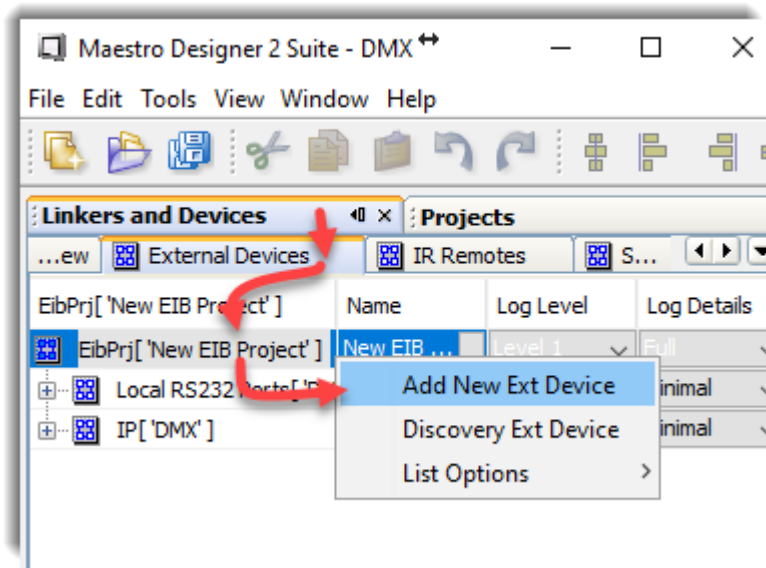 Maestro Designer 2 Suite - DMX
File Edit Tools View Window Help
Linkers and Devices Projects
...ew External Devices IR Remotes S...
EibPrj[ 'New EIB Project' ] Name Log Level Log Details
EibPrj[ 'New EIB Project' ] New EIB ... Level 1 Full
Local RS232 Ports[ 'D Add New Ext Device inimal
IP[ 'DMX' ] Discovery Ext Device inimal
List Options